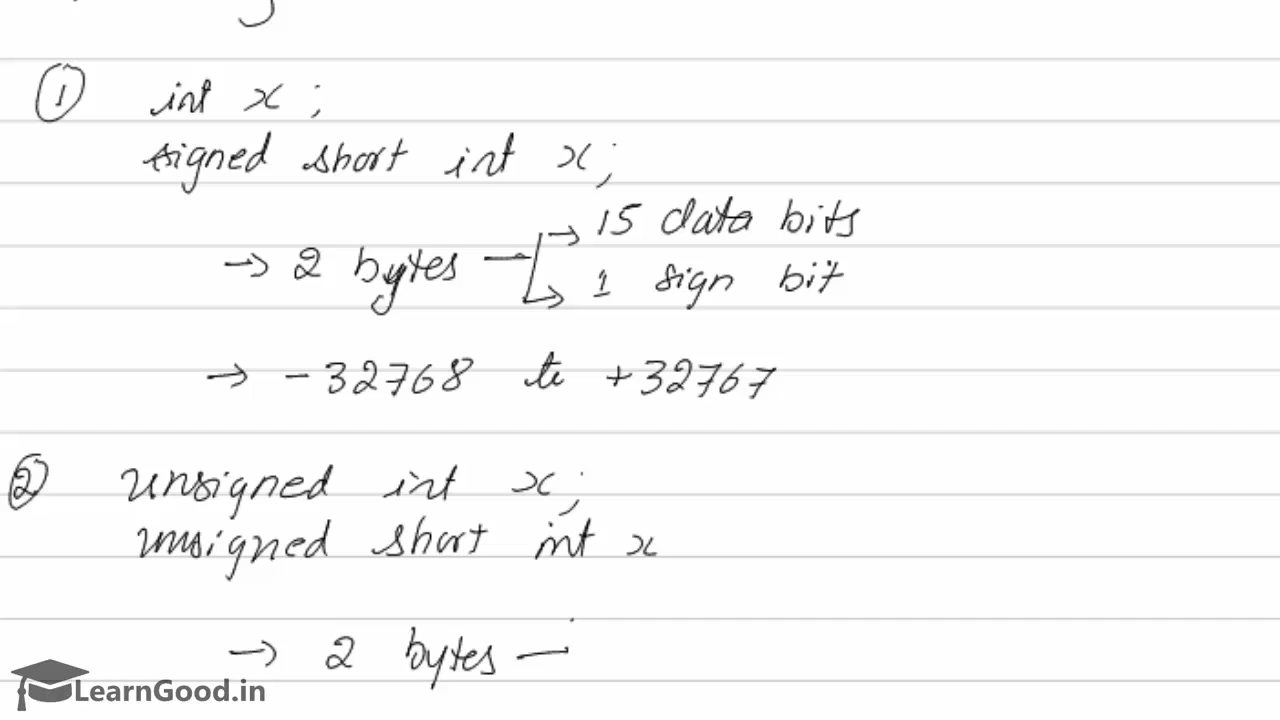 ① int x ;
signed short int x;
→ 2 bytes → 15 data bits
→ 1 sign bit
→ -32768 to +32767
② unsigned int x;
unsigned short int x
→ 2 bytes —
LearnGood.in